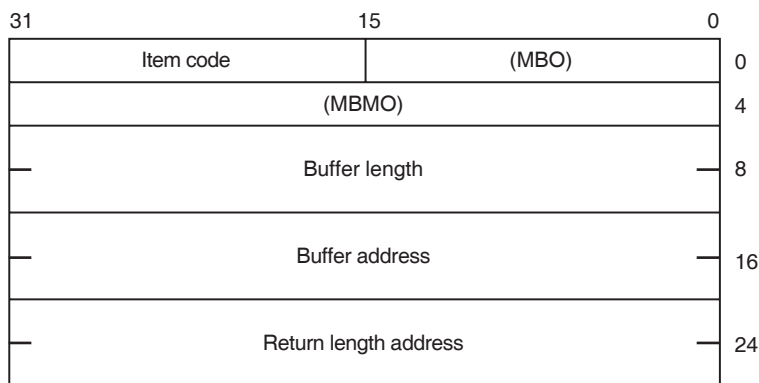 31 15 0
Item code (MBO) 0
(MBMO) 4
Buffer length 8
Buffer address 16
Return length address 24